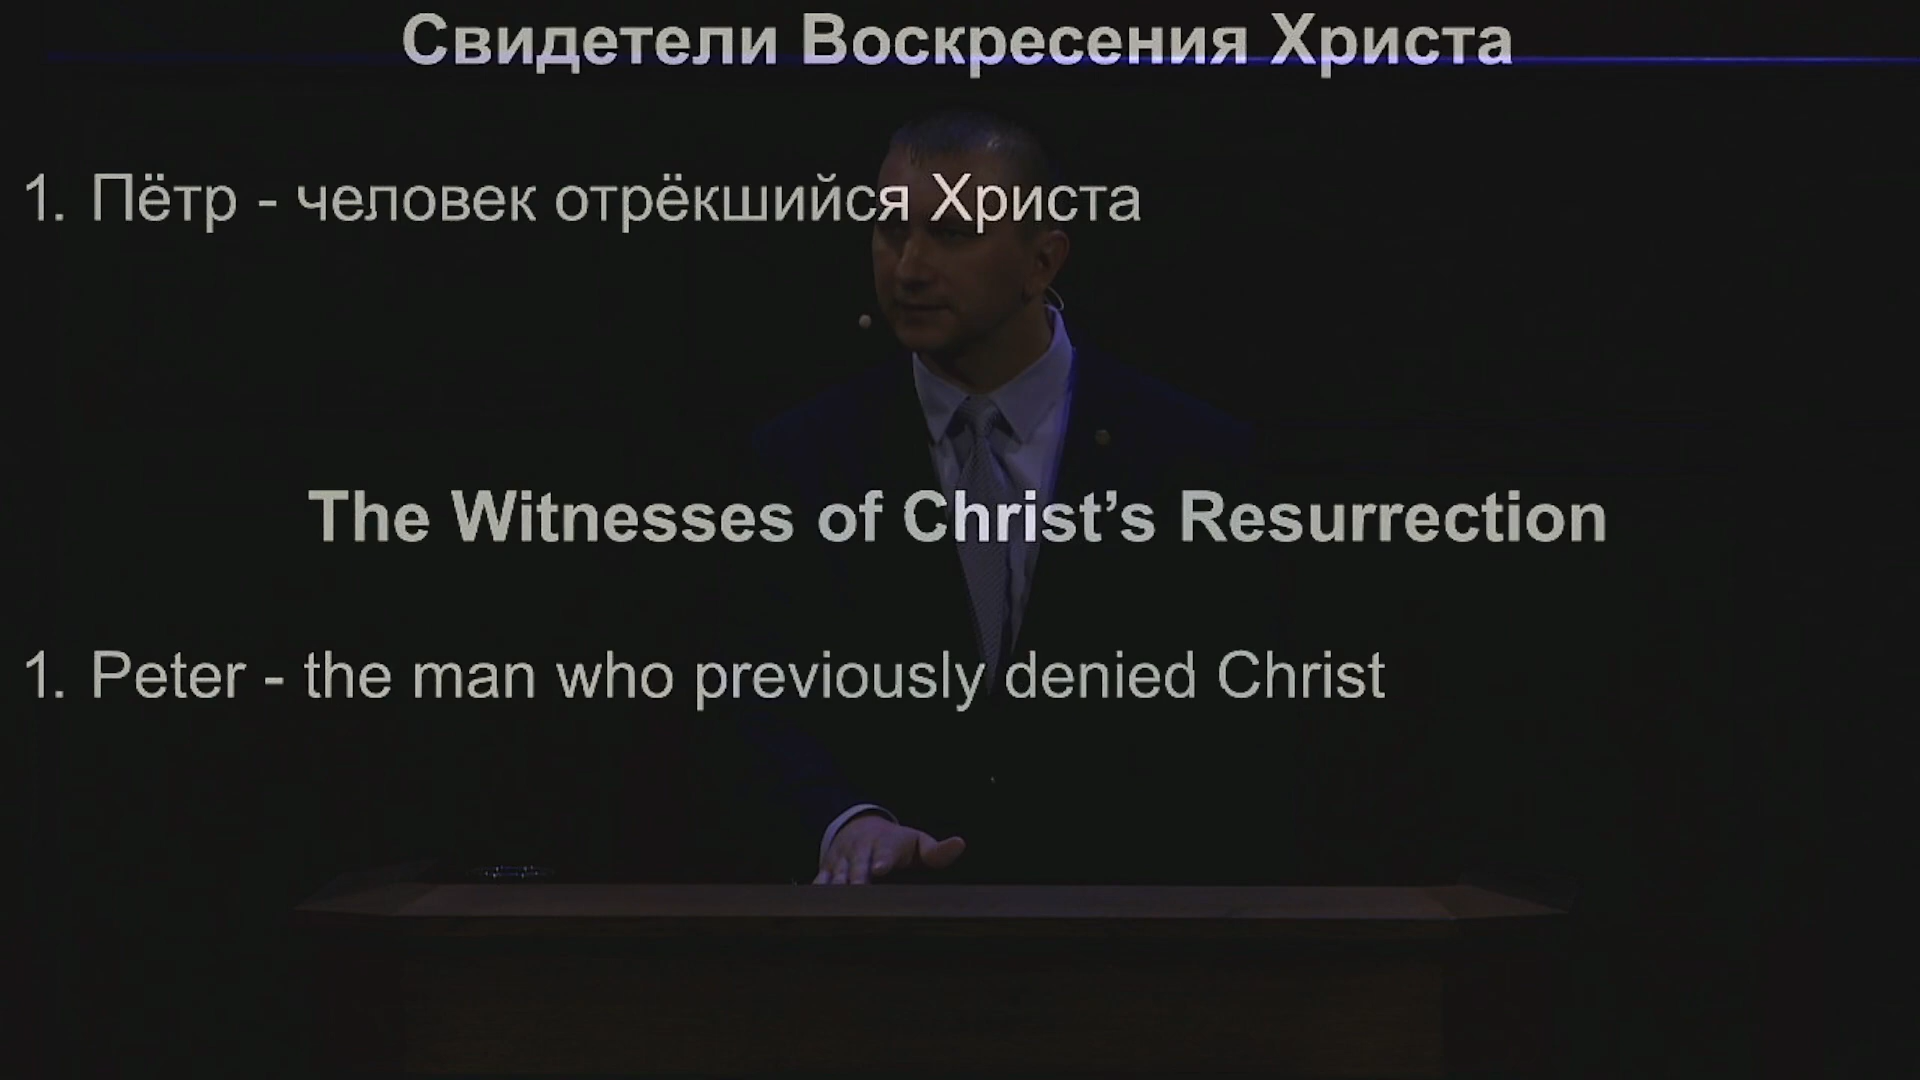 Свидетели Воскресения Христа
1. Пётр - человек отрёкшийся Христа
The Witnesses of Christ’s Resurrection
1. Peter - the man who previously denied Christ